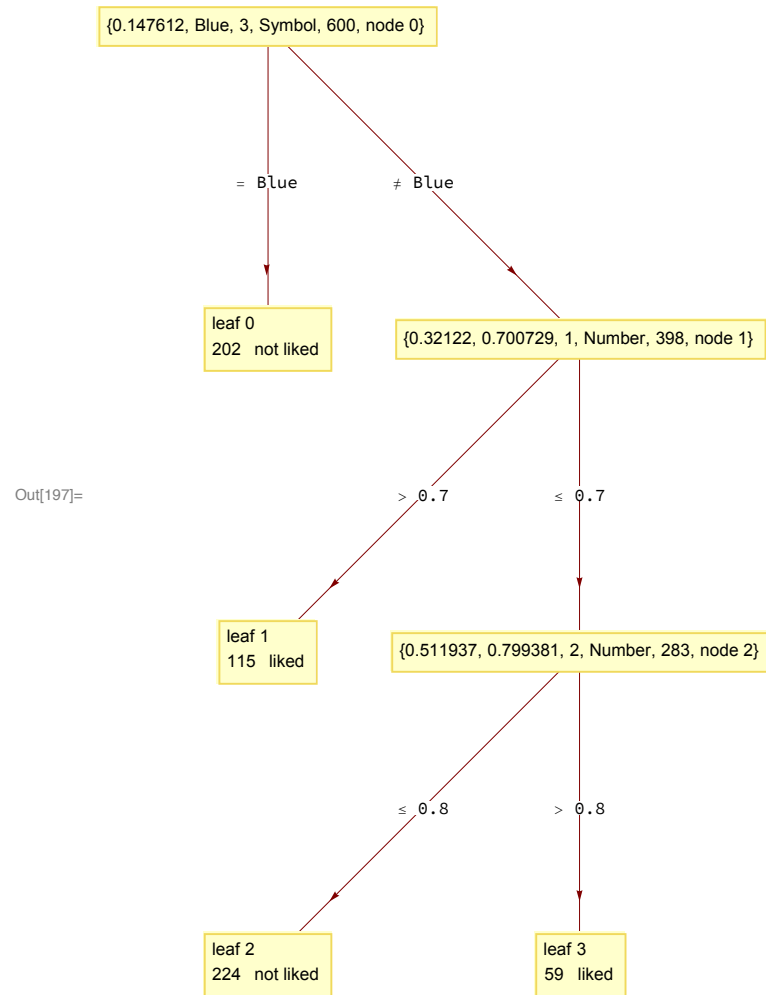 {0.147612, Blue, 3, Symbol, 600, node 0}
= Blue
≠ Blue
leaf 0
202 not liked
{0.32122, 0.700729, 1, Number, 398, node 1}
Out[197]=
> 0.7
≤ 0.7
leaf 1
115 liked
{0.511937, 0.799381, 2, Number, 283, node 2}
≤ 0.8
> 0.8
leaf 2
224 not liked
leaf 3
59 liked